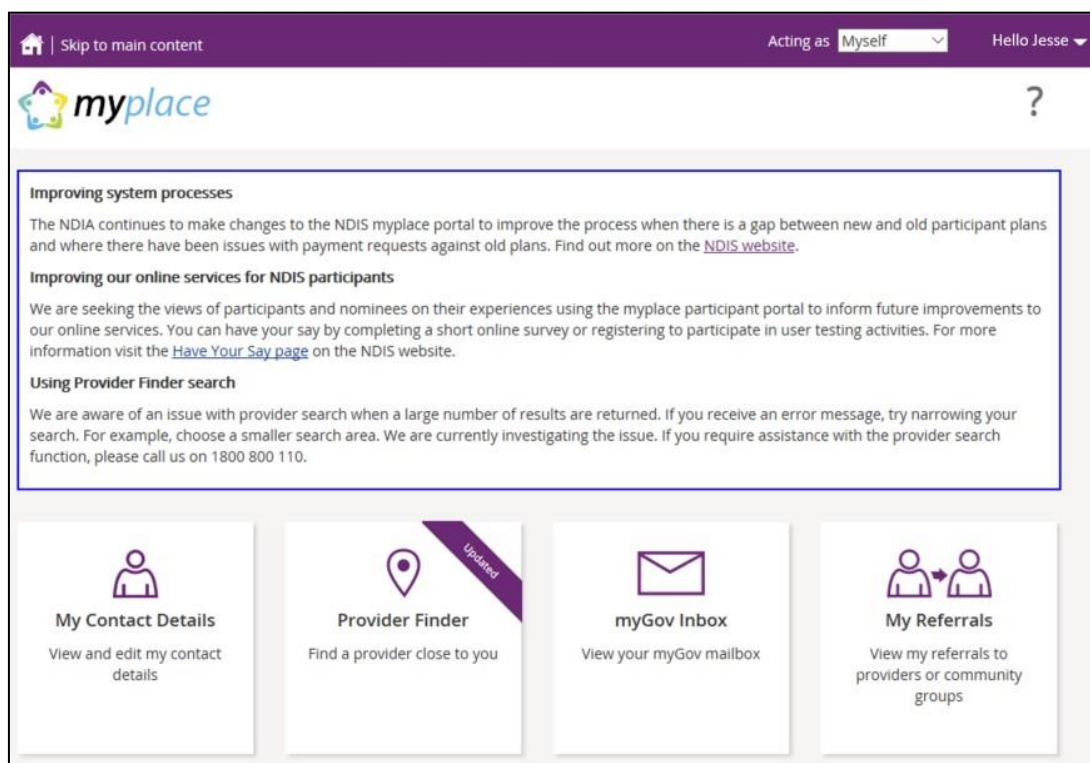 | Skip to main content
Acting as Myself
Hello Jesse
myplace
?
Improving system processes
The NDIA continues to make changes to the NDIS myplace portal to improve the process when there is a gap between new and old participant plans
and where there have been issues with payment requests against old plans. Find out more on the NDIS website.
Improving our online services for NDIS participants
We are seeking the views of participants and nominees on their experiences using the myplace participant portal to inform future improvements to
our online services. You can have your say by completing a short online survey or registering to participate in user testing activities. For more
information visit the Have Your Say page on the NDIS website.
Using Provider Finder search
We are aware of an issue with provider search when a large number of results are returned. If you receive an error message, try narrowing your
search. For example, choose a smaller search area. We are currently investigating the issue. If you require assistance with the provider search
function, please call us on 1800 800 110.
My Contact Details
View and edit my contact
details
Updated
Provider Finder
Find a provider close to you
myGov Inbox
View your myGov mailbox
My Referrals
View my referrals to
providers or community
groups